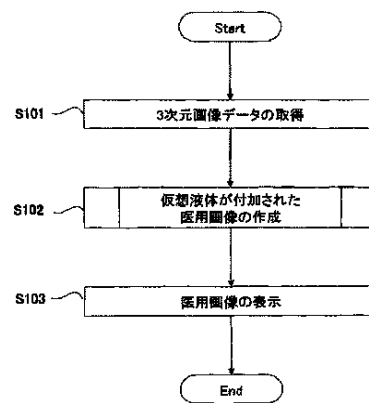 Start
S101
3次元画像データの取得
S102
仮想液体が付加された
医用画像の作成
S103
医用画像の表示
End